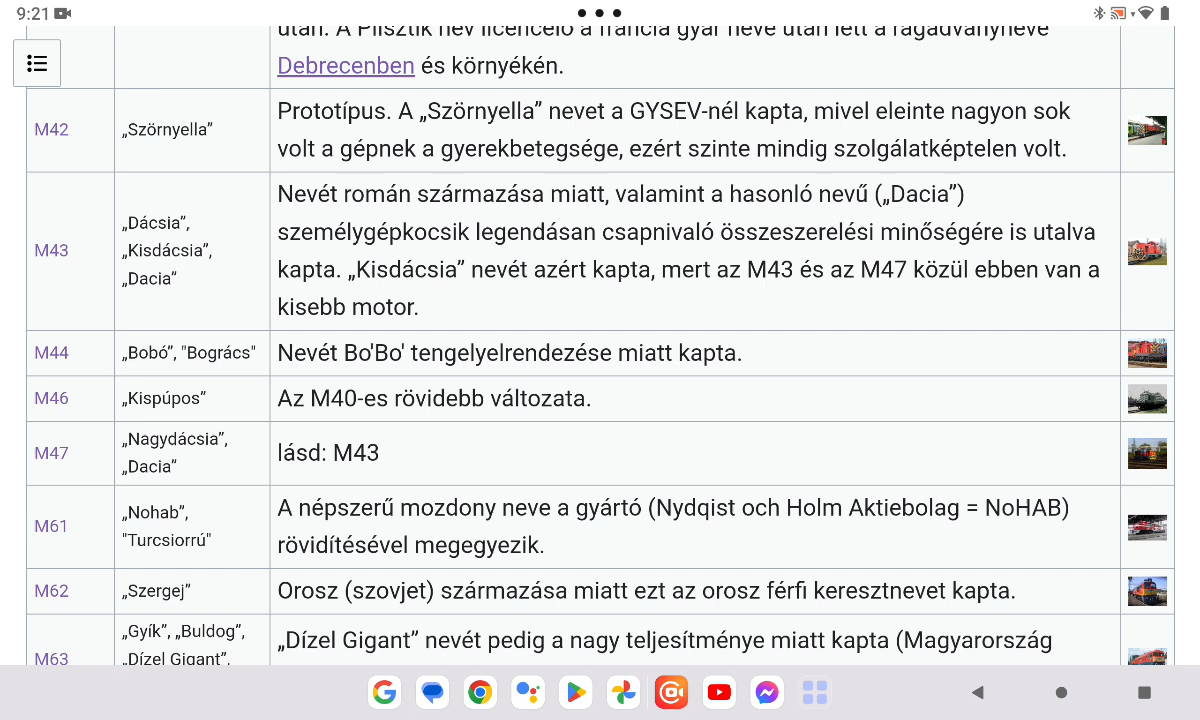 9:21
után. A Plisztik név licencelő a francia gyár neve után lett a ragadványneve
Debrecenben és környékén.
M42
„Szörnyella”
Prototípus. A „Szörnyella” nevet a GYSEV-nél kapta, mivel eleinte nagyon sok
volt a gépnek a gyerekbetegsége, ezért szinte mindig szolgálatképtelen volt.
M43
„Dácsia”,
„Kisdácsia”,
„Dacia”
Nevét román származása miatt, valamint a hasonló nevű („Dacia”)
személygépkocsik legendásan csapnivaló összeszerelési minőségére is utalva
kapta. „Kisdácsia” nevét azért kapta, mert az M43 és az M47 közül ebben van a
kisebb motor.
M44
„Bobó”, "Bogrács"
Nevét Bo'Bo' tengelyelrendezése miatt kapta.
M46
„Kispúpos”
Az M40-es rövidebb változata.
M47
„Nagydácsia”,
„Dacia”
lásd: M43
M61
„Nohab”,
"Turcsiorrú"
A népszerű mozdony neve a gyártó (Nydqist och Holm Aktiebolag = NoHAB)
rövidítésével megegyezik.
M62
„Szergej”
Orosz (szovjet) származása miatt ezt az orosz férfi keresztnevet kapta.
M63
„Gyík”, „Buldog”,
„Dízel Gigant”,
„Dízel Gigant” nevét pedig a nagy teljesítménye miatt kapta (Magyarország